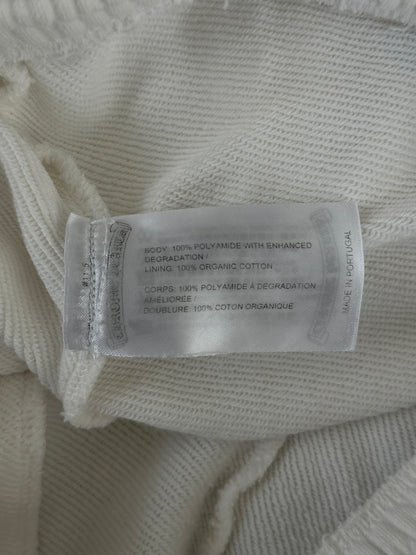 BODY: 100% POLYAMIDE WITH ENHANCED
DEGRADATION /
LINING: 100% ORGANIC COTTON
CORPS: 100% POLYAMIDE À DÉGRADATION
AMÉLIORÉE /
DOUBLURE: 100% COTON ORGANIQUE
MADE IN PORTUGAL